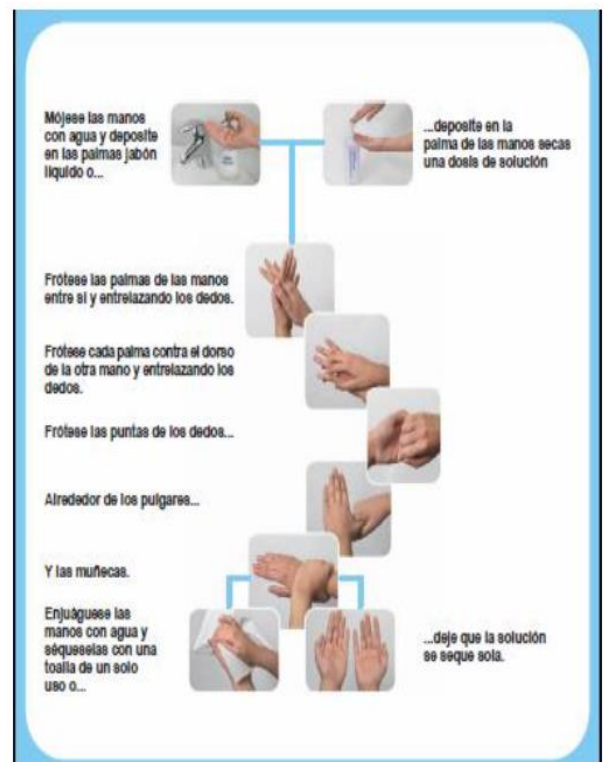 Mójese las manos
con agua y deposite
en las palmas jabón
líquido o...
...deposite en la
palma de las manos secas
una dosis de solución
Frótese las palmas de las manos
entre si y entrelazando los dedos.
Frótese cada palma contra el dorso
de la otra mano y entrelazando los
dedos.
Frótese las puntas de los dedos...
Alrededor de los pulgares...
Y las muñecas.
Enjuáguese las
manos con agua y
séqueselas con una
toalla de un solo
uso o...
...deje que la solución
se seque sola.